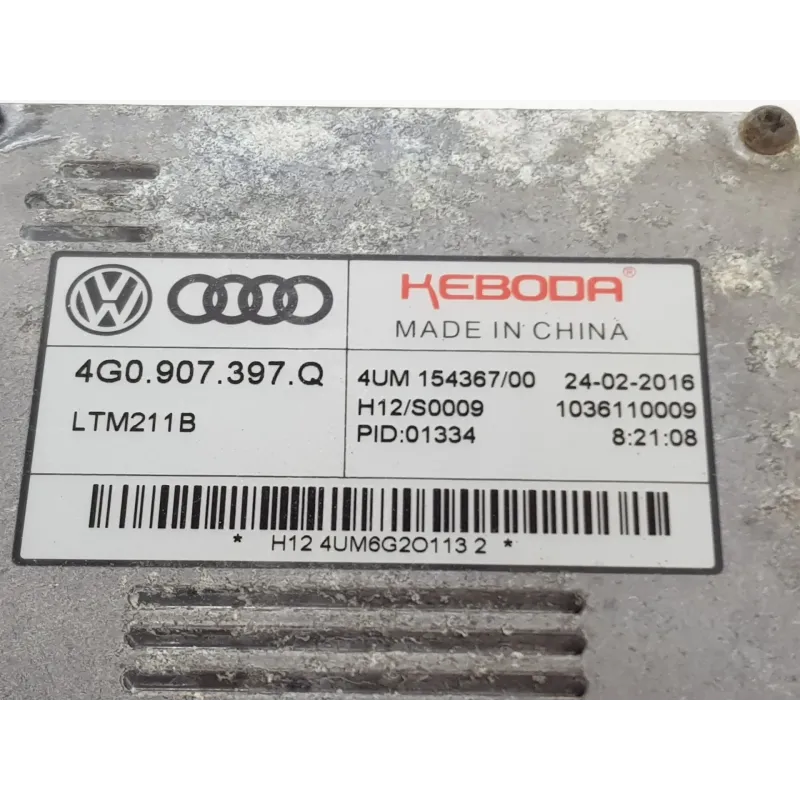 KEBODA®
MADE IN CHINA
4G0.907.397.Q
LTM211B
4UM 154367/00 24-02-2016
H12/S0009 1036110009
PID:01334 8:21:08
* H12 4UM6G2O113 2 *